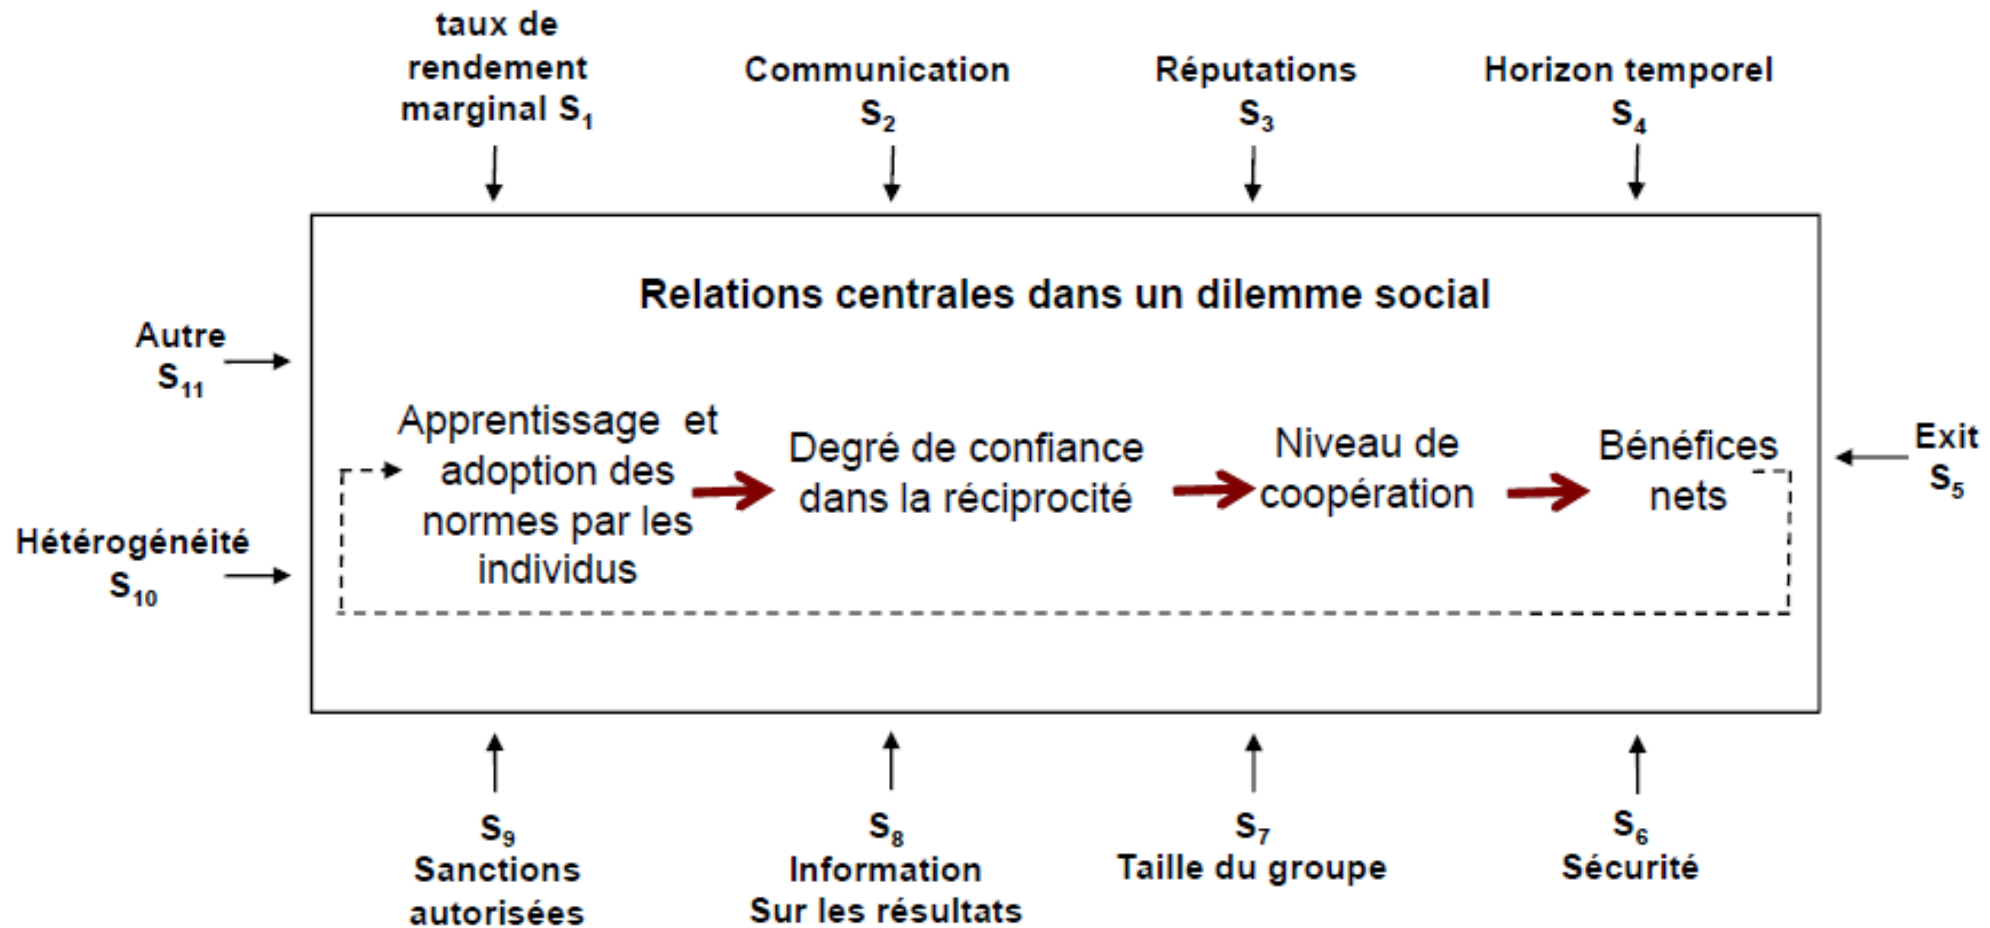 taux de
rendement
marginal S1
Communication
S2
Réputations
S3
Horizon temporel
S4
Relations centrales dans un dilemme social
Autre
S11
Hétérogénéité
S10
Apprentissage et
adoption des
normes par les
individus
Degré de confiance
dans la réciprocité
Niveau de
coopération
Bénéfices
nets
Exit
S5
S9
Sanctions
autorisées
S8
Information
Sur les résultats
S7
Taille du groupe
S6
Sécurité